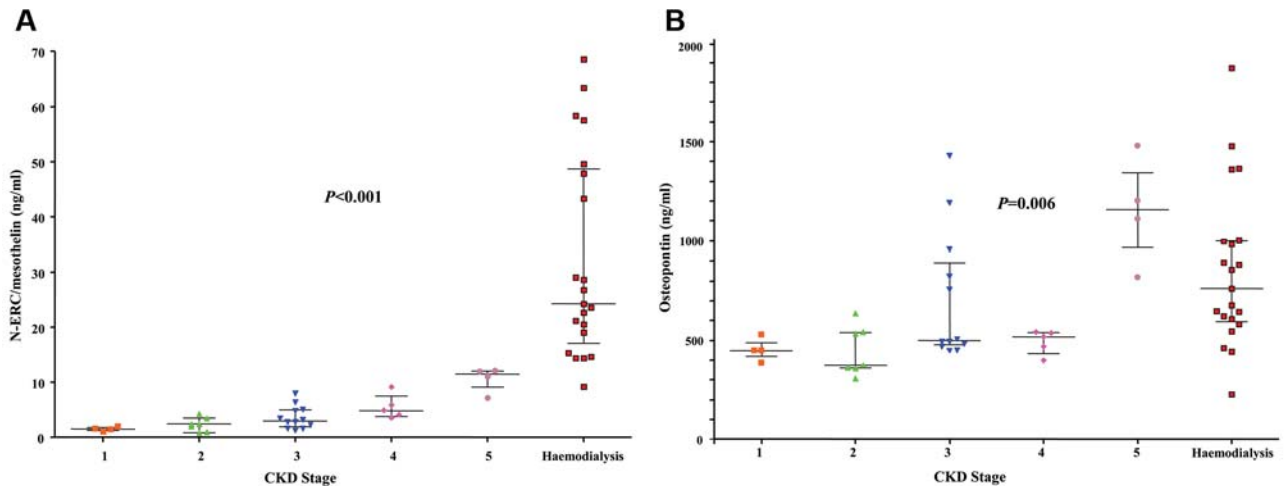 A
N-ERC/mesothelin (ng/ml)
70
60
50
40
30
20
10
0
P<0.001
1 2 3 4 5 Haemodialysis
CKD Stage
B
Osteopontin (ng/ml)
2000
1500
1000
500
0
P=0.006
1 2 3 4 5 Haemodialysis
CKD Stage